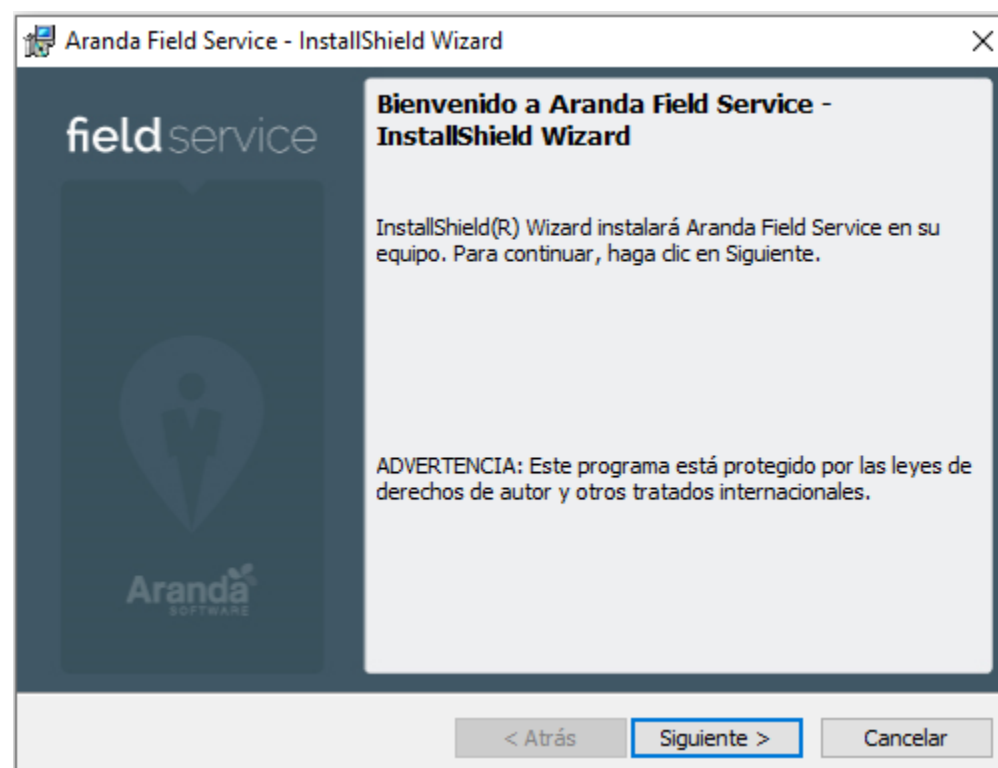 Aranda Field Service - InstallShield Wizard
fieldservice
Bienvenido a Aranda Field Service -
InstallShield Wizard
InstallShield(R) Wizard instalará Aranda Field Service en su
equipo. Para continuar, haga clic en Siguiente.
ADVERTENCIA: Este programa está protegido por las leyes de
derechos de autor y otros tratados internacionales.
Aranda
SOFTWARE
< Atrás
Siguiente >
Cancelar